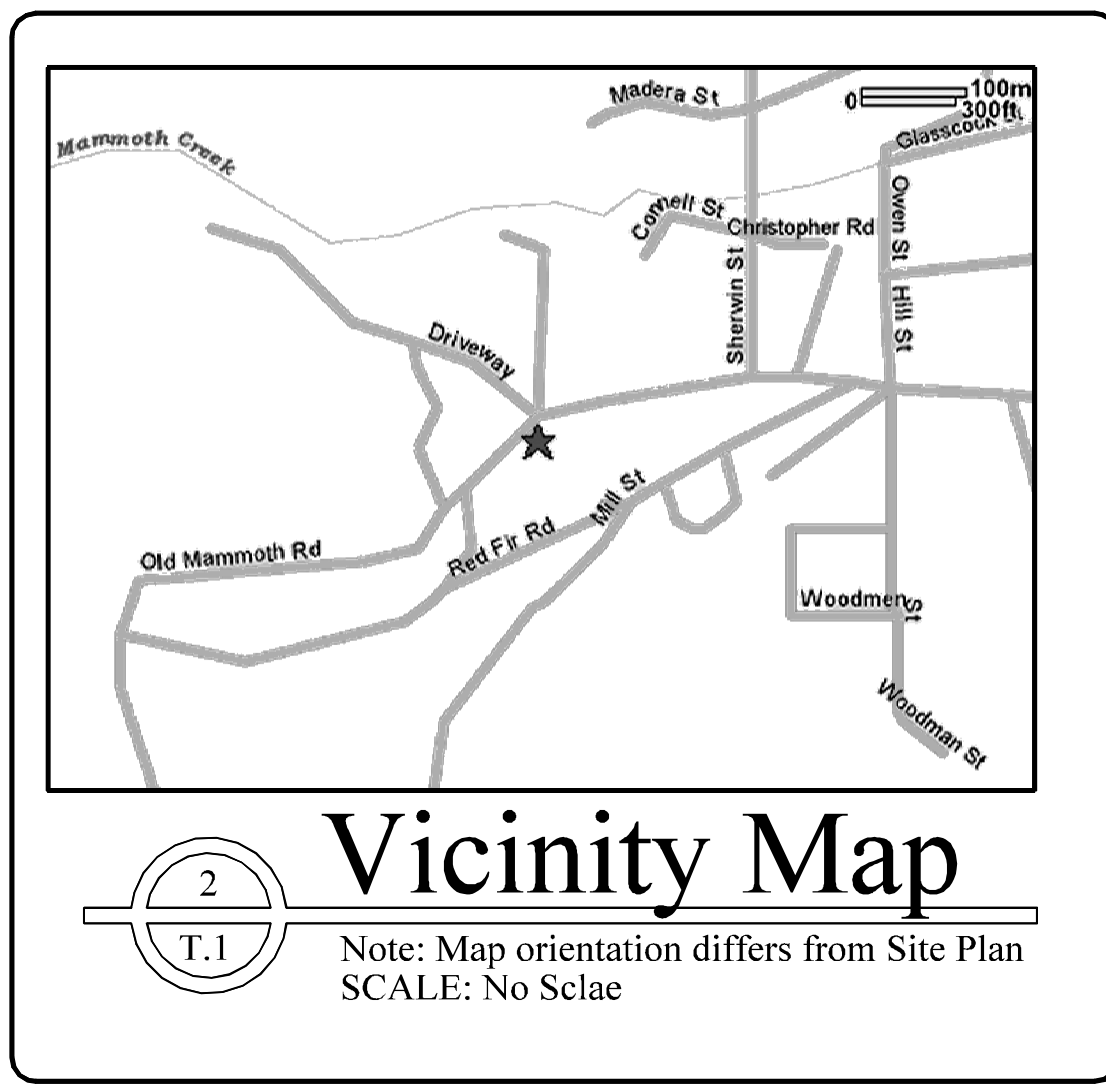 Madera St
0
100m
300ft
Glasscock St
Mammoth Creek
Owen St
Cornell St
Christopher Rd
Sherwin St
Hill St
Driveway
Mill St
Red Fir Rd
Old Mammoth Rd
Woodmen St
Woodman St
Vicinity Map
2
T.1
Note: Map orientation differs from Site Plan
SCALE: No Sclae